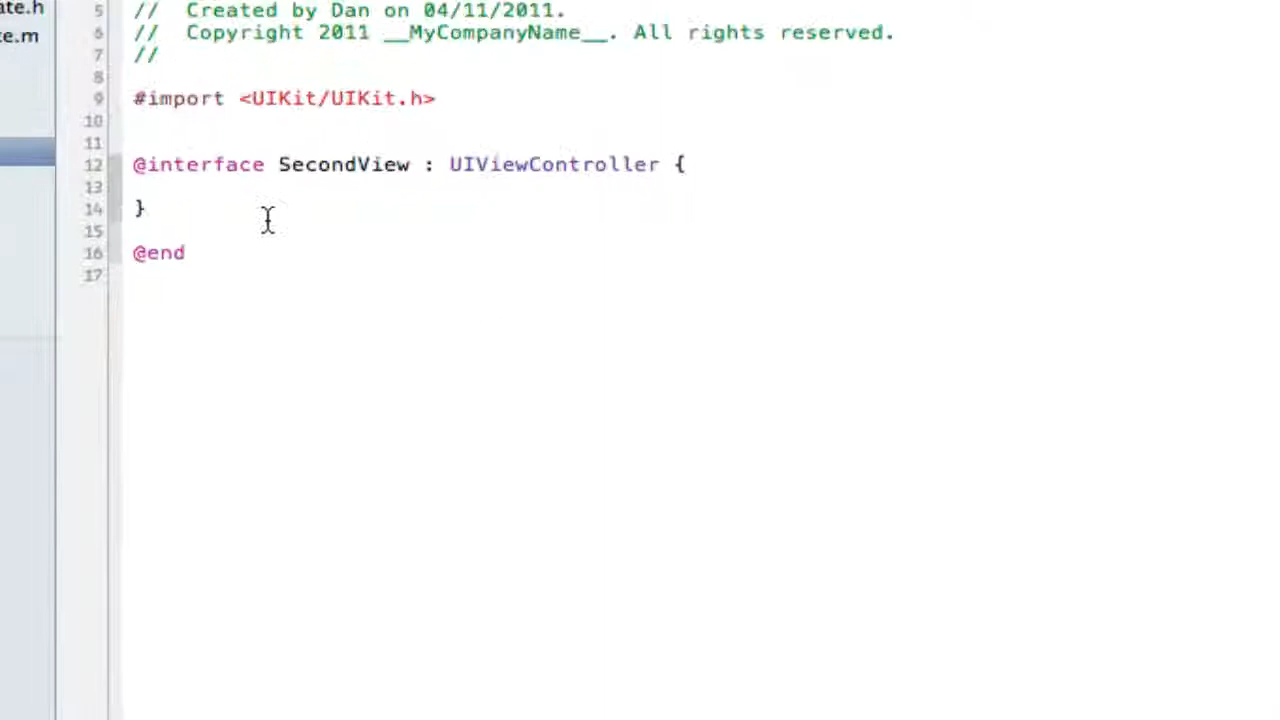 ate.h
te.m
5 // Created by Dan on 04/11/2011.
6 // Copyright 2011 __MyCompanyName__. All rights reserved.
7 //
8
9 #import <UIKit/UIKit.h>
10
11
12 @interface SecondView : UIViewController {
13
14 }
15
16 @end
17